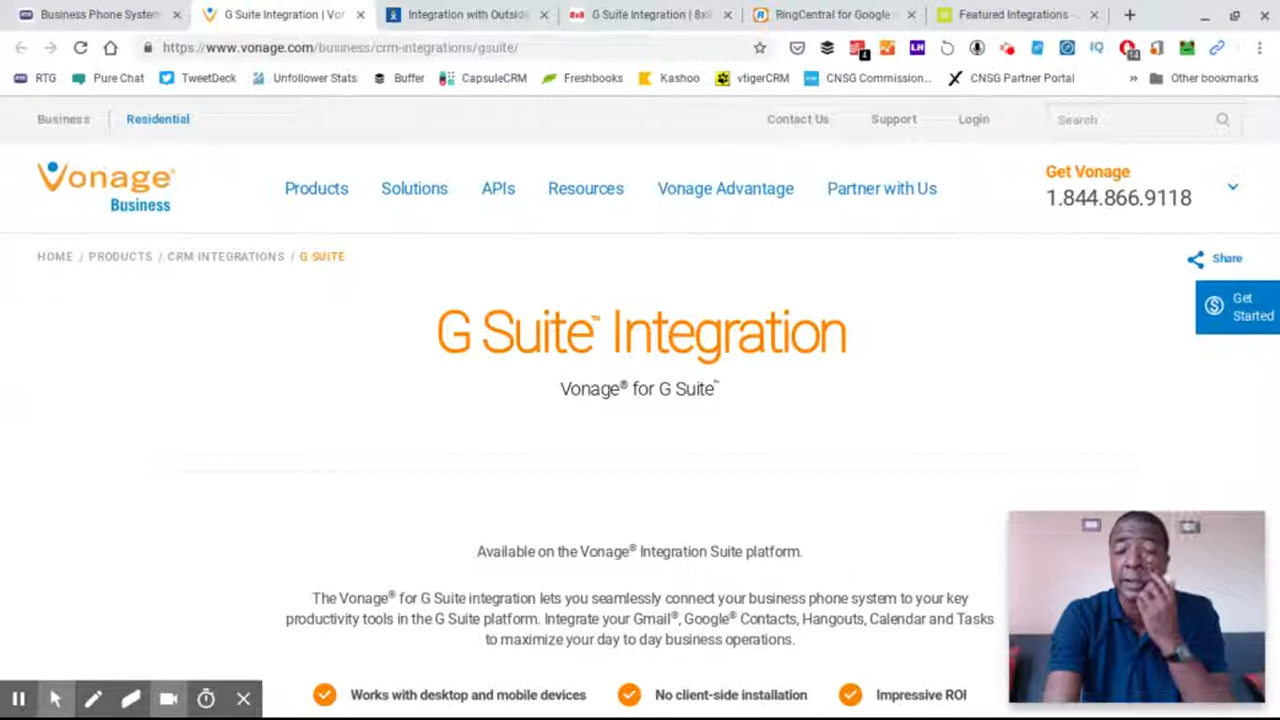 Business Phone System
G Suite Integration | Vor
Integration with Outsid
8x8 G Suite Integration | 8x
RingCentral for Google
Featured Integrations
https://www.vonage.com/business/crm-integrations/gsuite/
4
LH
IQ
RTG
Pure Chat
TweetDeck
Unfollower Stats
Buffer
CapsuleCRM
Freshbooks
Kashoo
vtigerCRM
CNSG Commission...
CNSG Partner Portal
» Other bookmarks
Business
Residential
Contact Us
Support
Login
Search
Vonage®
Business
Products
Solutions
APIs
Resources
Vonage Advantage
Partner with Us
Get Vonage
1.844.866.9118
HOME / PRODUCTS / CRM INTEGRATIONS / G SUITE
Share
Get
Started
G Suite™ Integration
Vonage® for G Suite™
Available on the Vonage® Integration Suite platform.
The Vonage® for G Suite integration lets you seamlessly connect your business phone system to your key
productivity tools in the G Suite platform. Integrate your Gmail®, Google® Contacts, Hangouts, Calendar and Tasks
to maximize your day to day business operations.
Works with desktop and mobile devices
No client-side installation
Impressive ROI